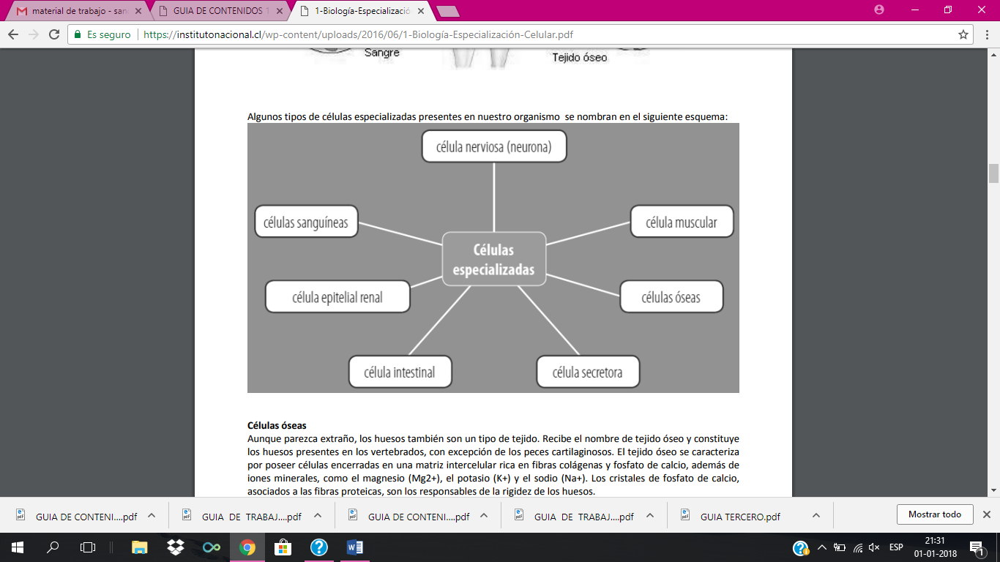 material de trabajo - san
GUIA DE CONTENIDOS 1
1-Biología-Especializació
Es seguro
https://institutonacional.cl/wp-content/uploads/2016/06/1-Biología-Especialización-Celular.pdf
Sangre
Tejido óseo
Algunos tipos de células especializadas presentes en nuestro organismo se nombran en el siguiente esquema:
célula nerviosa (neurona)
células sanguíneas
célula muscular
Células
especializadas
célula epitelial renal
células óseas
célula intestinal
célula secretora
Células óseas
Aunque parezca extraño, los huesos también son un tipo de tejido. Recibe el nombre de tejido óseo y constituye
los huesos presentes en los vertebrados, con excepción de los peces cartilaginosos. El tejido óseo se caracteriza
por poseer células encerradas en una matriz intercelular rica en fibras colágenas y fosfato de calcio, además de
iones minerales, como el magnesio (Mg2+), el potasio (K+) y el sodio (Na+). Los cristales de fosfato de calcio,
asociados a las fibras proteicas, son los responsables de la rigidez de los huesos.
GUIA DE CONTENI....pdf
GUIA DE TRABAJ....pdf
GUIA DE CONTENI....pdf
GUIA DE TRABAJ....pdf
GUIA TERCERO.pdf
Mostrar todo
ESP
21:31
01-01-2018
1